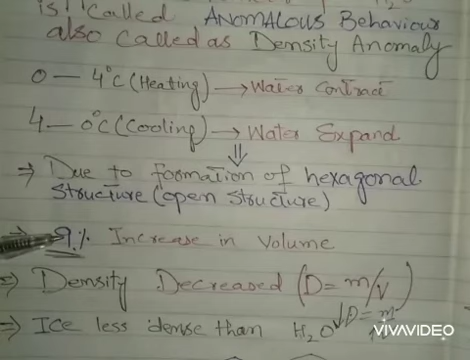 is Called ANOMALOUS Behaviour
also called as Density Anomaly
0 — 4°C (Heating) → Water Contract
4 — 0°C (Cooling) → Water Expand
⇓
⇒ Due to formation of hexagonal
structure (open structure)
⇒ 9% Increase in Volume
⇒ Density Decreased (D = m/V)
⇒ ICE less dense than H₂O ↓D = m
VIVAVIDEO